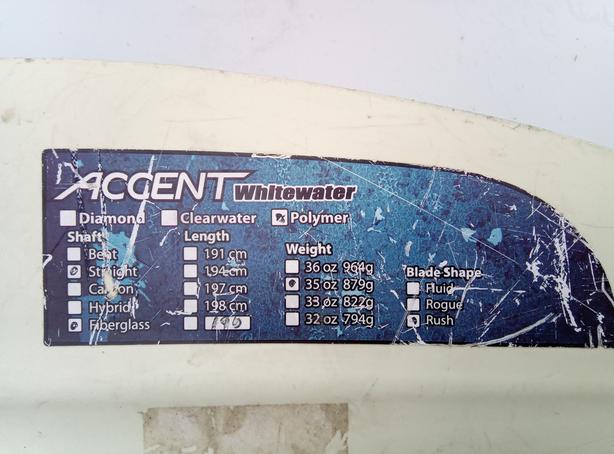 ACCENT Whitewater
Diamond Clearwater Polymer
Shaft
Bent
Straight
Carbon
Hybrid
Fiberglass
Length
191 cm
194 cm
197 cm
198 cm
Weight
36 oz 964g
35 oz 879g
33 oz 822g
32 oz 794g
Blade Shape
Fluid
Rogue
Rush